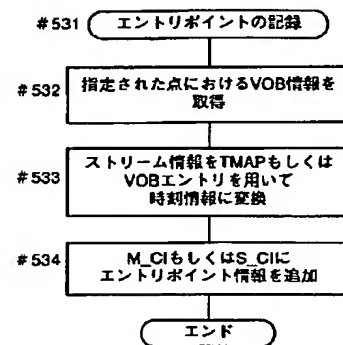 #531 エントリポイントの記録
#532 指定された点におけるVOB情報を
取得
#533 ストリーム情報をTMAPもしくは
VOBエントリを用いて
時刻情報に変換
#534 M_CIもしくはS_CIに
エントリポイント情報を追加
エンド